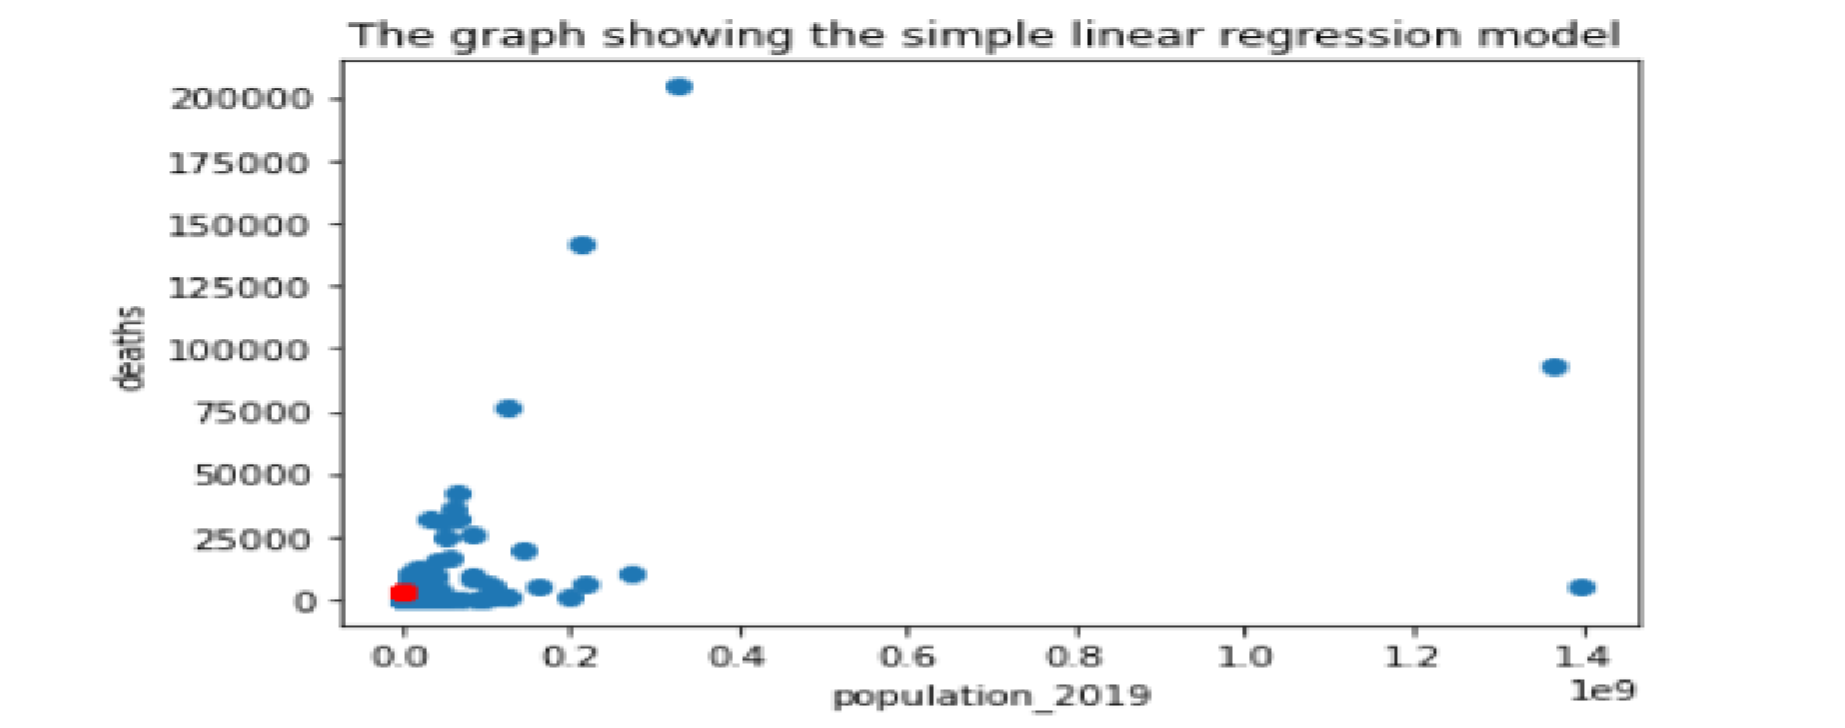 The graph showing the simple linear regression model
200000
175000
150000
125000
100000
75000
50000
25000
0
deaths
0.0 0.2 0.4 0.6 0.8 1.0 1.2 1.4
1e9
population_2019